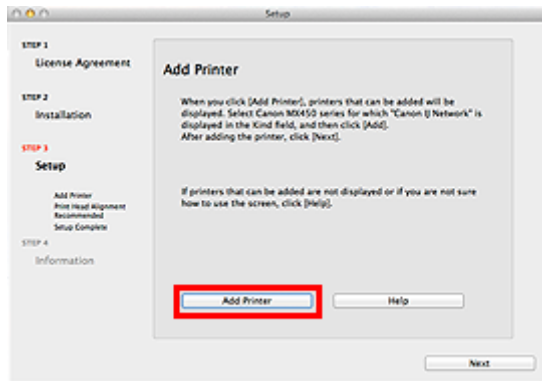 Setup
STEP 1
License Agreement
STEP 2
Installation
STEP 3
Setup
Add Printer
Print Head Alignment
Recommended
Setup Complete
STEP 4
Information
Add Printer
When you click [Add Printer], printers that can be added will be
displayed. Select Canon MX450 series for which "Canon IJ Network" is
displayed in the Kind field, and then click [Add].
After adding the printer, click [Next].
If printers that can be added are not displayed or if you are not sure
how to use the screen, click [Help].
Add Printer
Help
Next